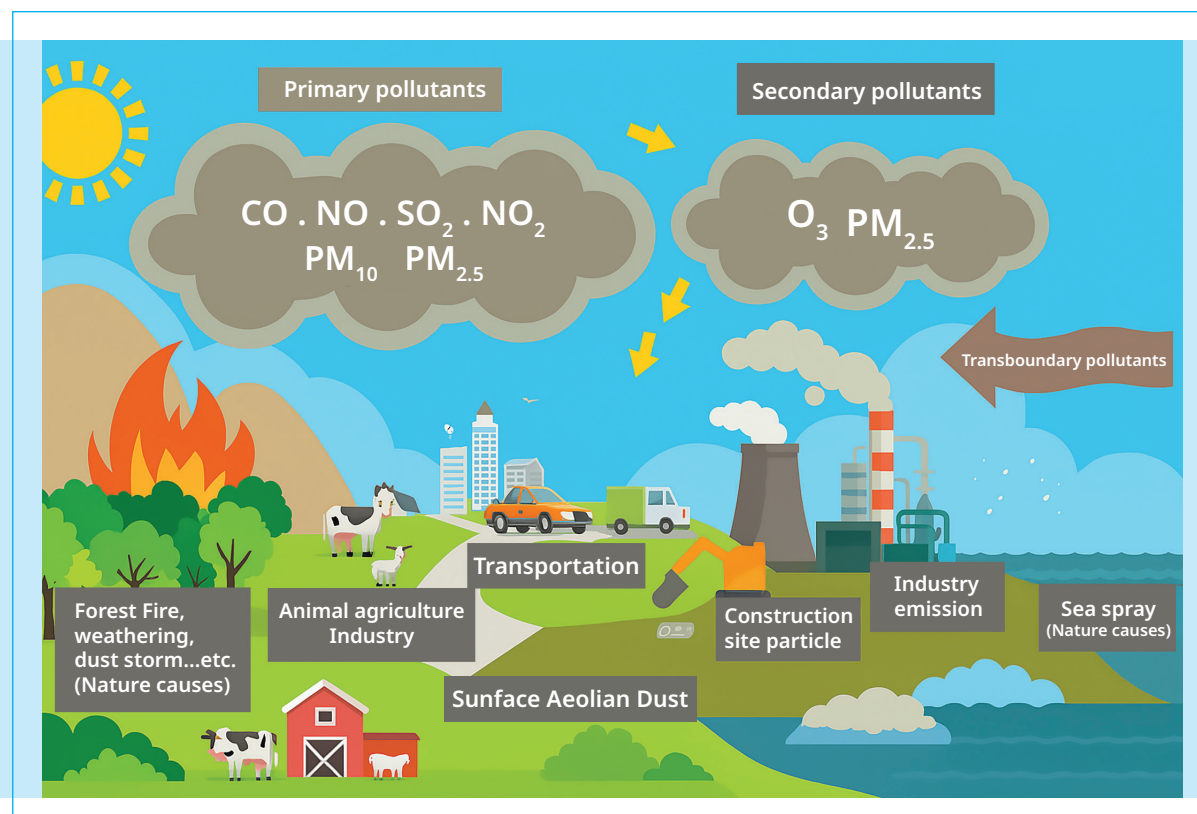 Primary pollutants
Secondary pollutants
CO . NO . SO₂ . NO₂
PM₁₀ PM₂.₅
O₃ PM₂.₅
Transboundary pollutants
Transportation
Forest Fire,
weathering,
dust storm...etc.
(Nature causes)
Animal agriculture
Industry
Construction
site particle
Industry
emission
Sea spray
(Nature causes)
Sunface Aeolian Dust